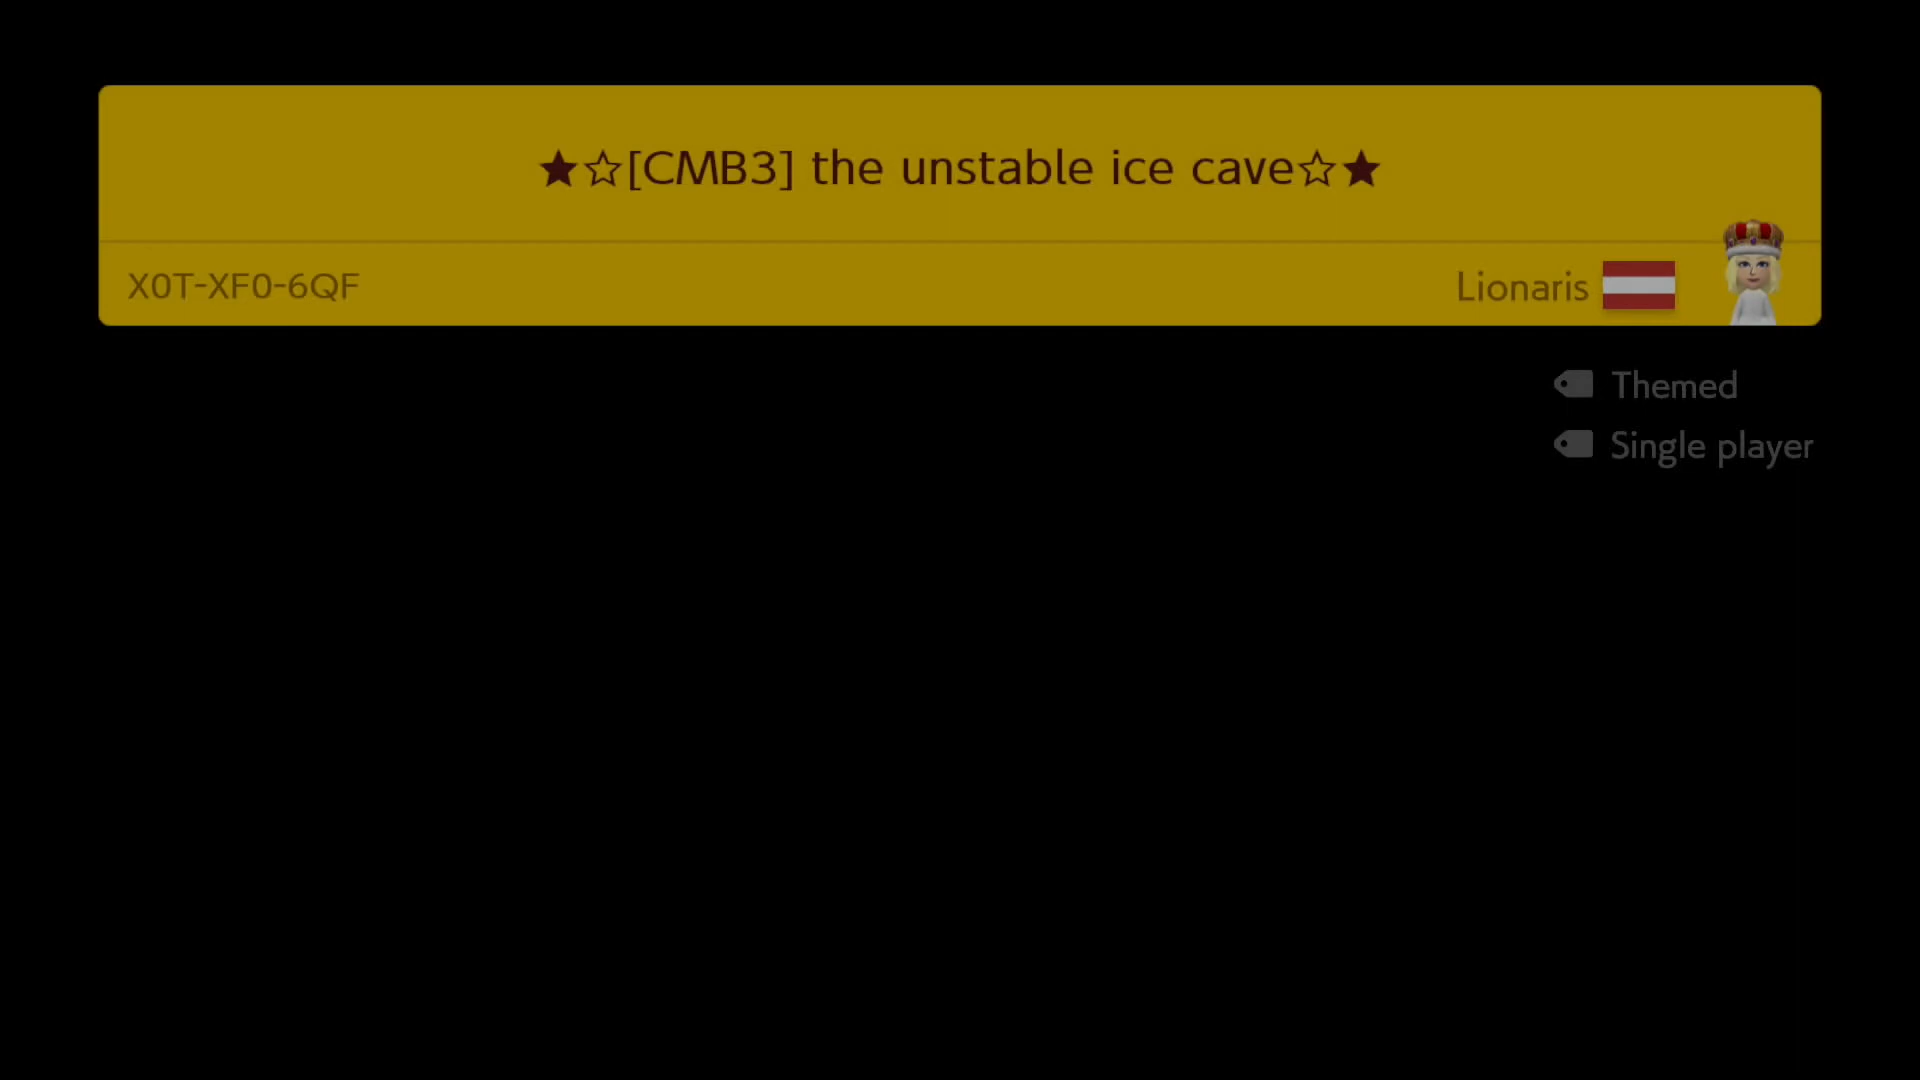 ★☆[CMB3] the unstable ice cave☆★
X0T-XF0-6QF
Lionaris
Themed
Single player